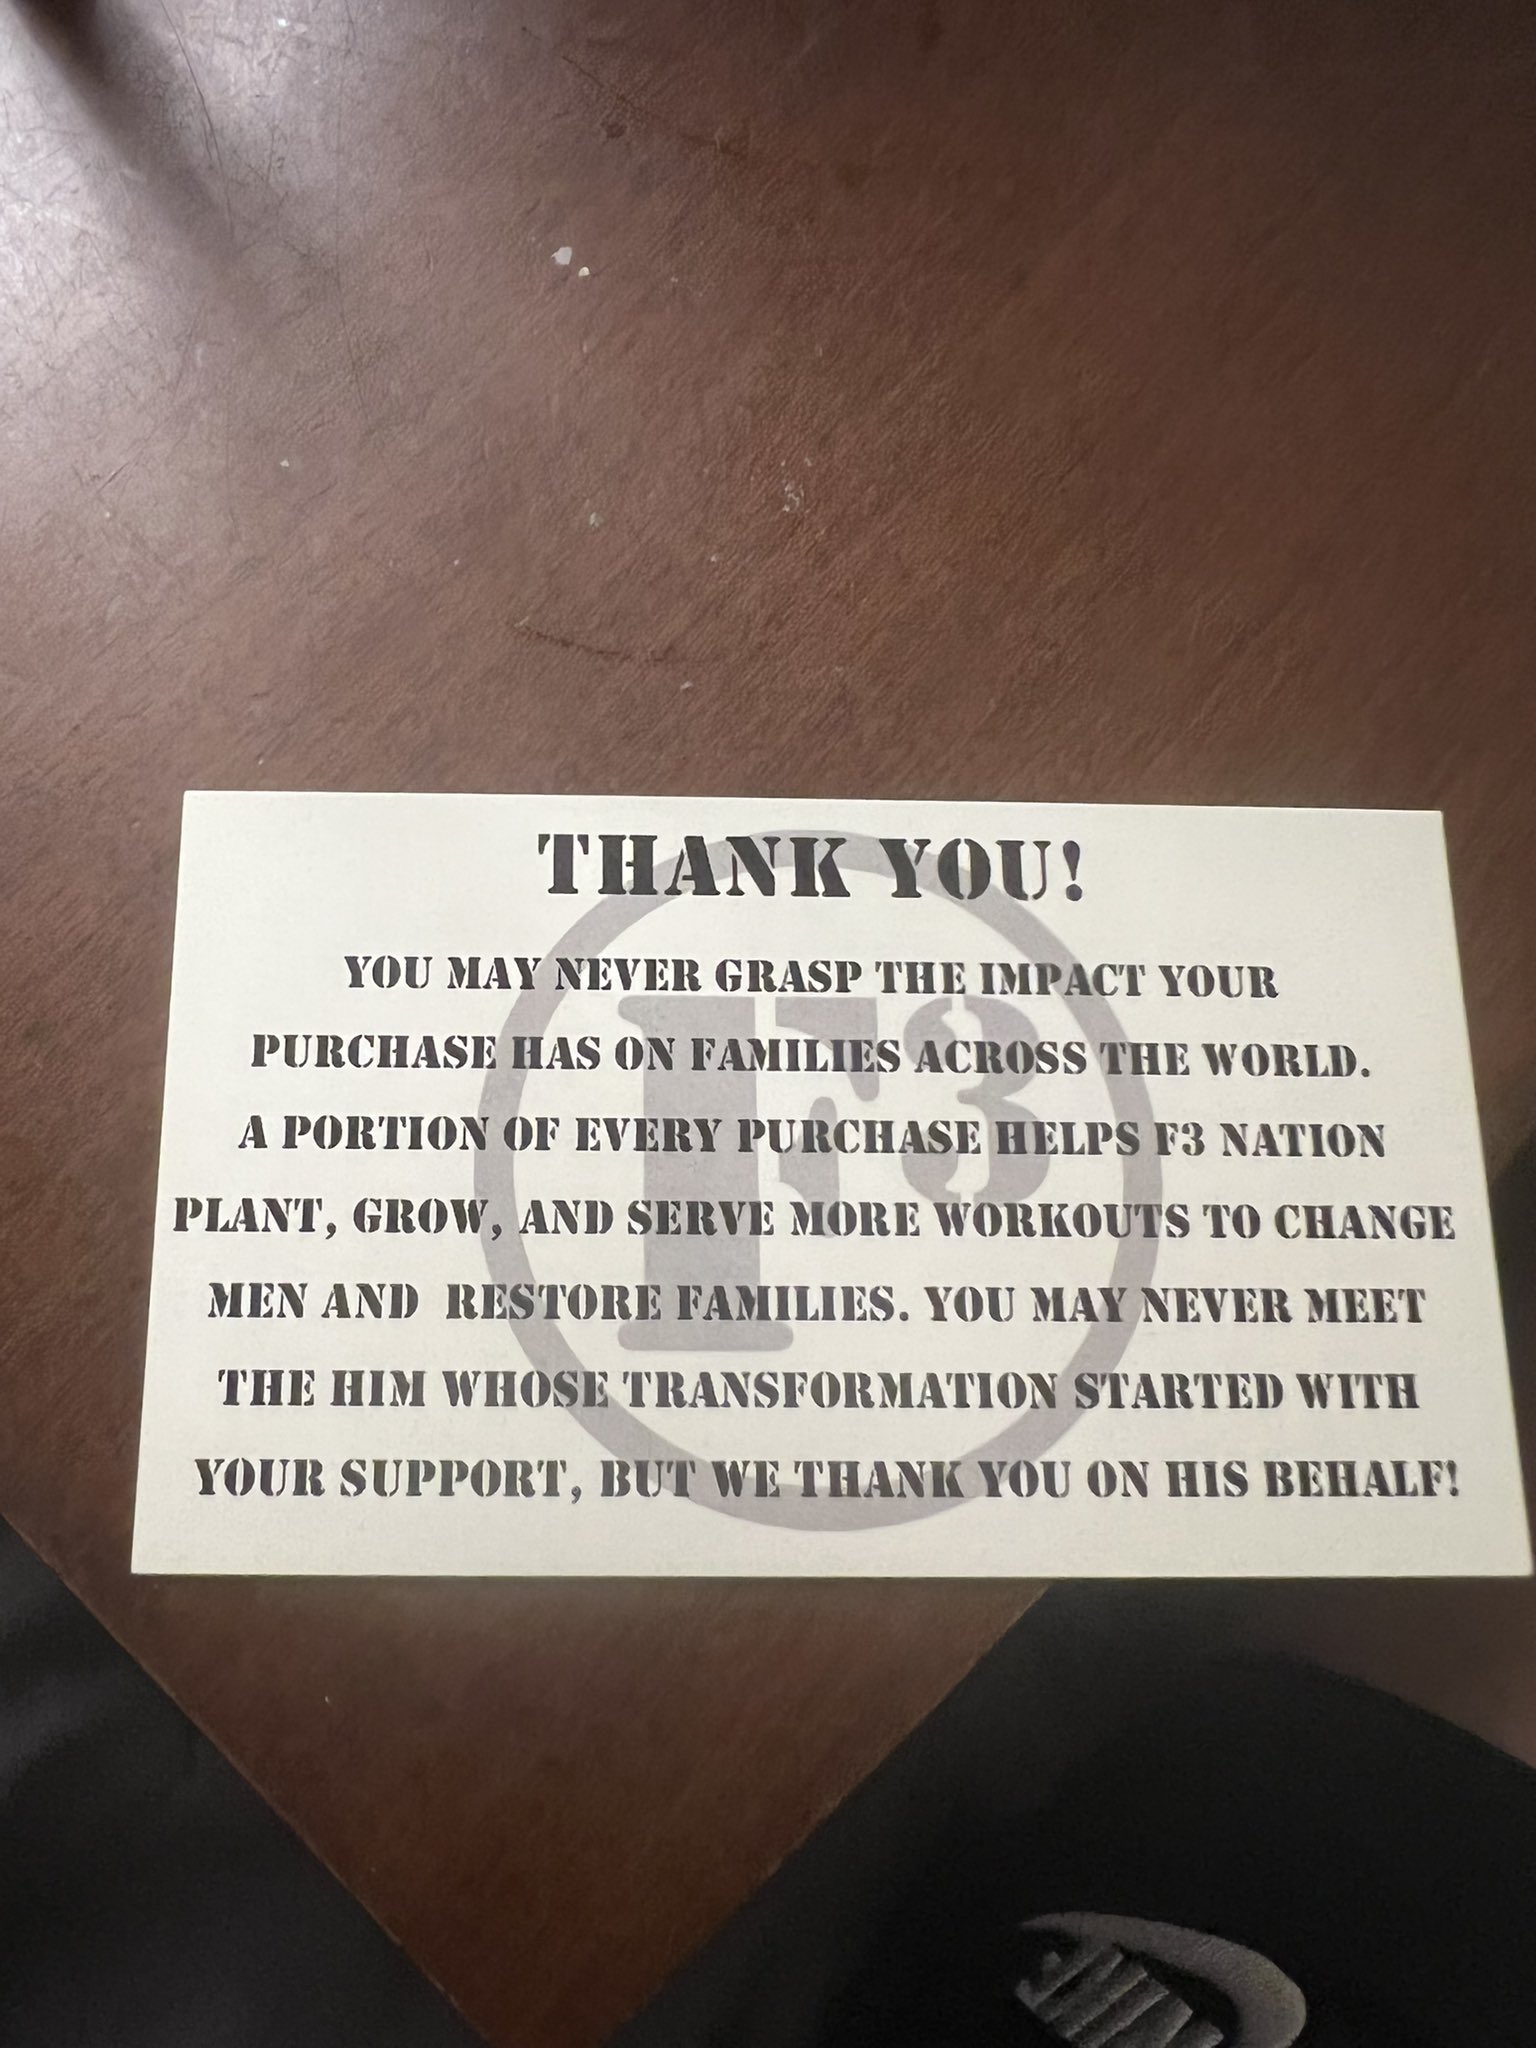 THANK YOU!
YOU MAY NEVER GRASP THE IMPACT YOUR
PURCHASE HAS ON FAMILIES ACROSS THE WORLD.
A PORTION OF EVERY PURCHASE HELPS F3 NATION
PLANT, GROW, AND SERVE MORE WORKOUTS TO CHANGE
MEN AND RESTORE FAMILIES. YOU MAY NEVER MEET
THE HIM WHOSE TRANSFORMATION STARTED WITH
YOUR SUPPORT, BUT WE THANK YOU ON HIS BEHALF!
F3